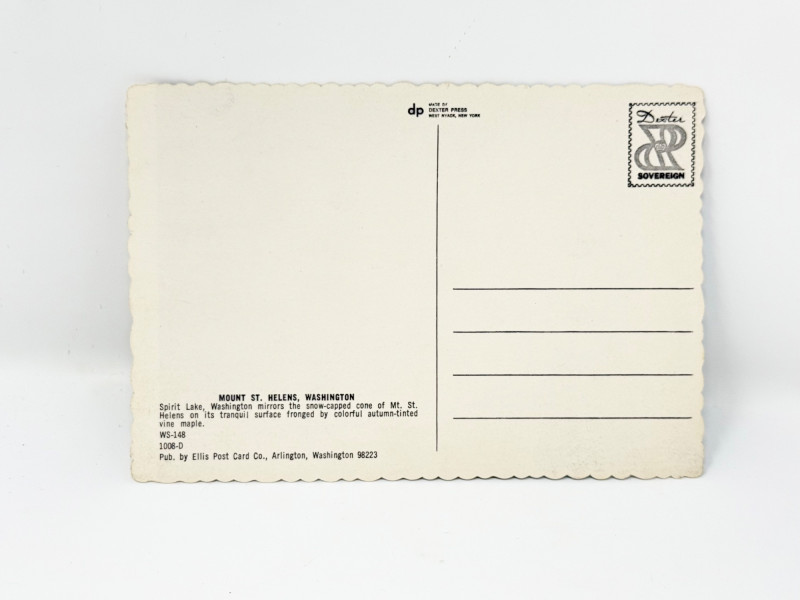 dp MADE BY
DEXTER PRESS
WEST NYACK, NEW YORK
Dexter
SOVEREIGN
MOUNT ST. HELENS, WASHINGTON
Spirit Lake, Washington mirrors the snow-capped cone of Mt. St.
Helens on its tranquil surface fronged by colorful autumn-tinted
vine maple.
WS-148
1008-D
Pub. by Ellis Post Card Co., Arlington, Washington 98223